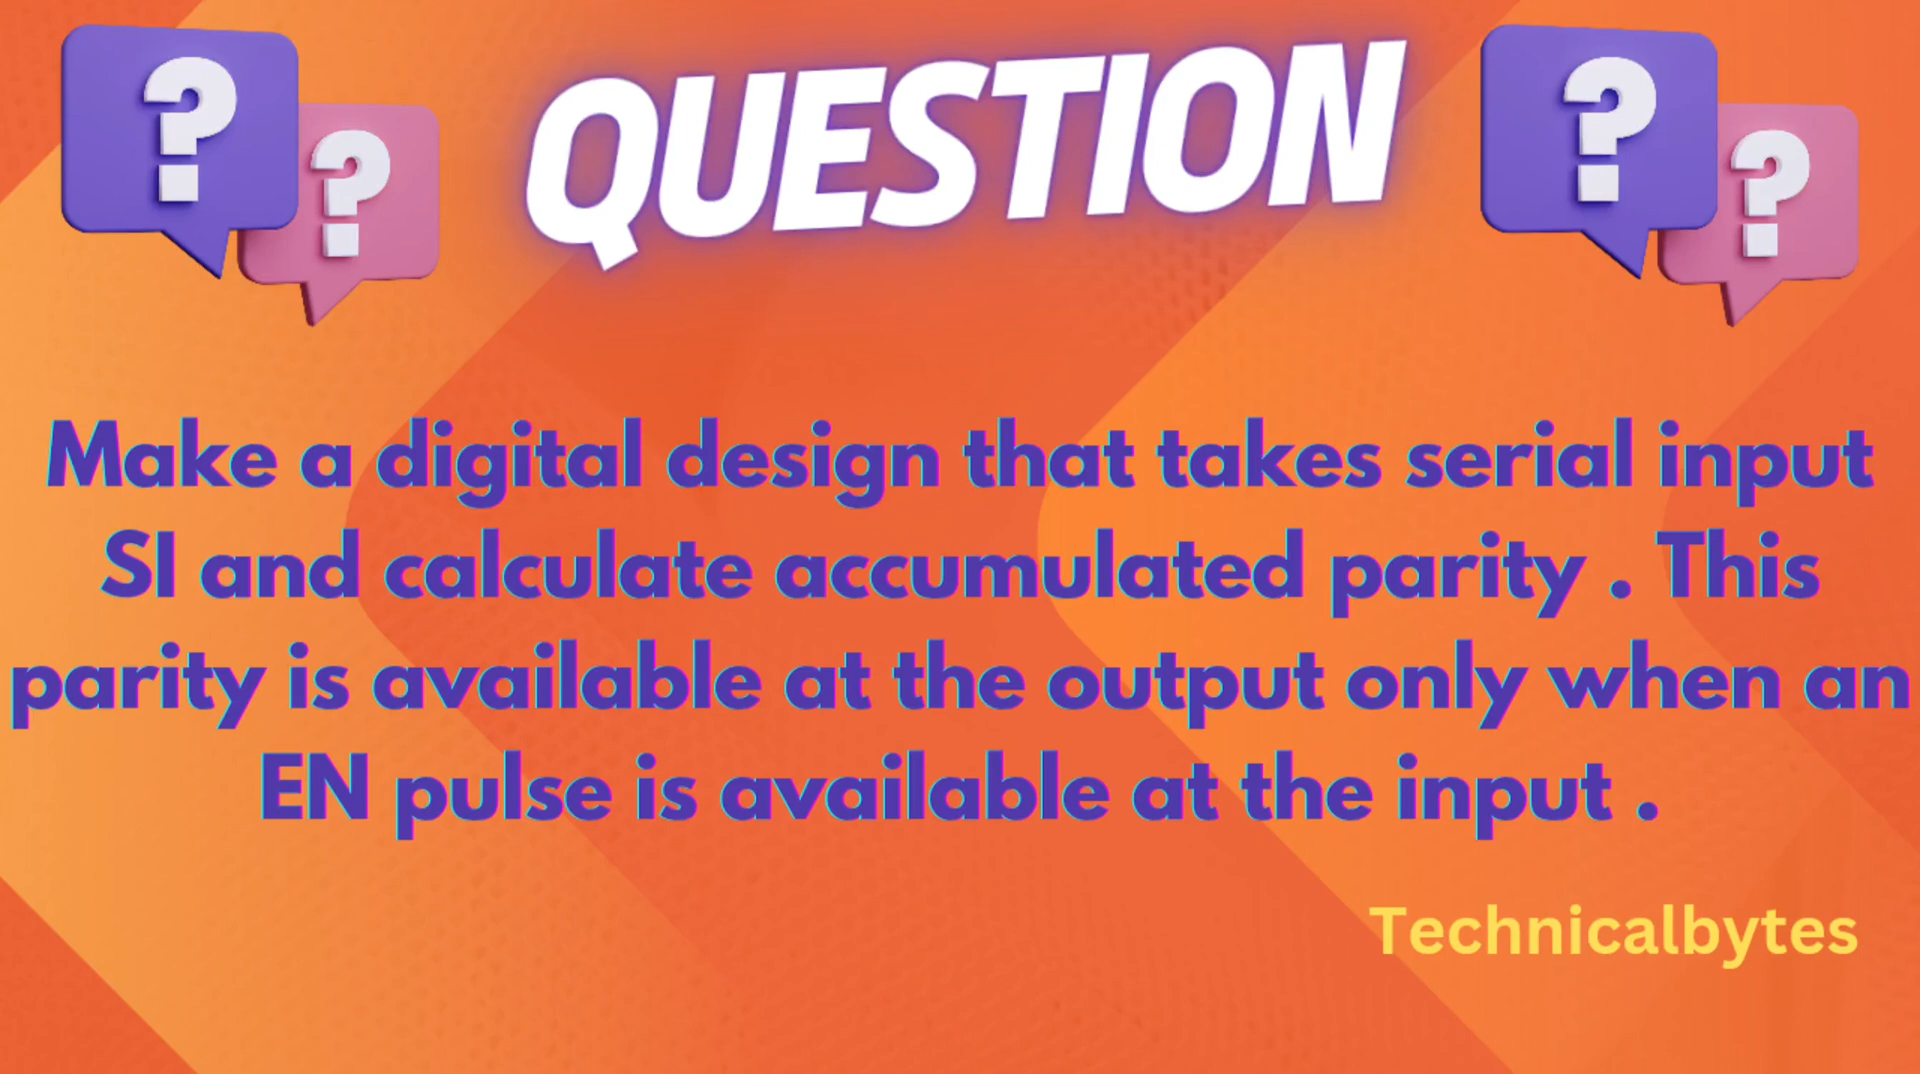 ? ? QUESTION ? ?
Make a digital design that takes serial input
SI and calculate accumulated parity . This
parity is available at the output only when an
EN pulse is available at the input .
Technicalbytes